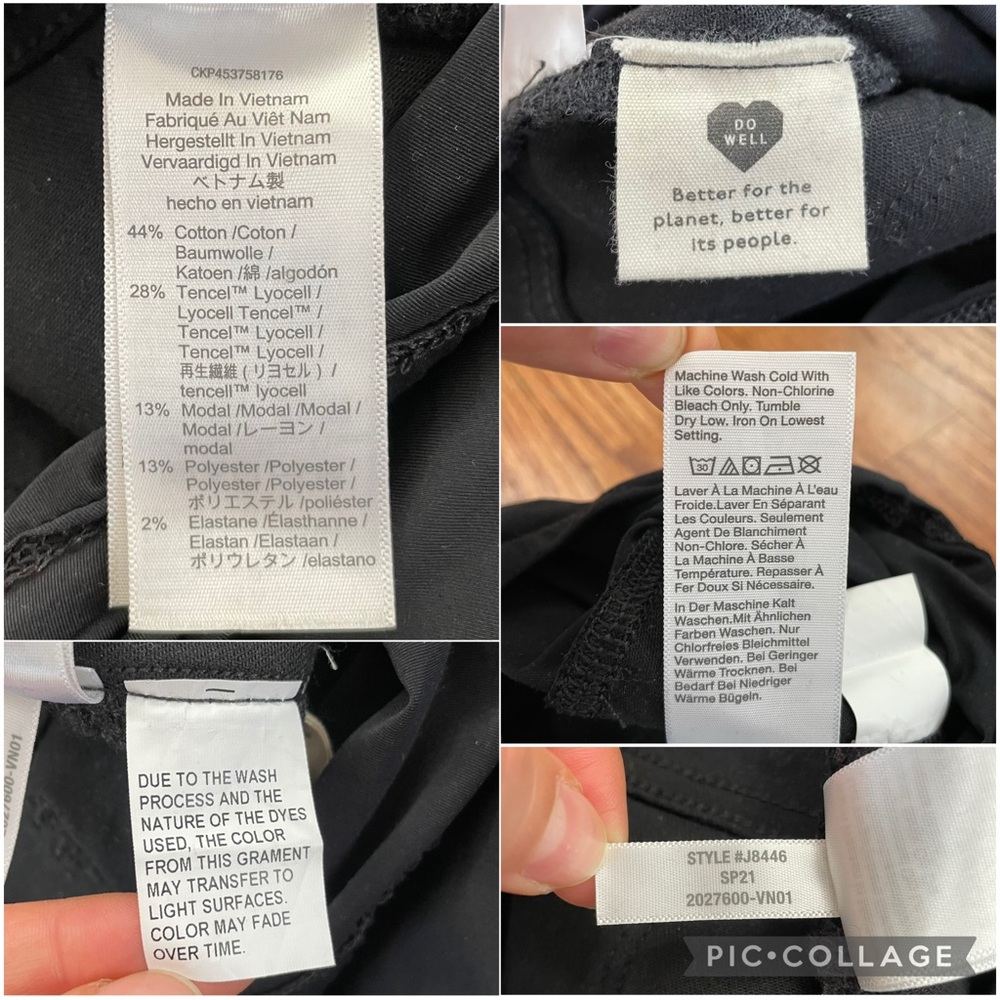 CKP453758176
Made In Vietnam
Fabriqué Au Viêt Nam
Hergestellt In Vietnam
Vervaardigd In Vietnam
ベトナム製
hecho en vietnam
44% Cotton /Coton /
Baumwolle /
Katoen /綿 /algodón
28% Tencel™ Lyocell /
Lyocell Tencel™ /
Tencel™ Lyocell /
Tencel™ Lyocell /
再生繊維 ( リヨセル ) /
tencell™ lyocell
13% Modal /Modal /Modal /
Modal /レーヨン /
modal
13% Polyester /Polyester /
Polyester /Polyester /
ポリエステル /poliéster
2% Elastane /Élasthanne /
Elastan /Elastaan /
ポリウレタン /elastano
DO
WELL
Better for the
planet, better for
its people.
Machine Wash Cold With
Like Colors. Non-Chlorine
Bleach Only. Tumble
Dry Low. Iron On Lowest
Setting.
30
Laver À La Machine À L'eau
Froide.Laver En Séparant
Les Couleurs. Seulement
Agent De Blanchiment
Non-Chlore. Sécher À
La Machine À Basse
Température. Repasser À
Fer Doux Si Nécessaire.
In Der Maschine Kalt
Waschen.Mit Ähnlichen
Farben Waschen. Nur
Chlorfreies Bleichmittel
Verwenden. Bei Geringer
Wärme Trocknen. Bei
Bedarf Bei Niedriger
Wärme Bügeln.
27600-VN01
DUE TO THE WASH
PROCESS AND THE
NATURE OF THE DYES
USED, THE COLOR
FROM THIS GRAMENT
MAY TRANSFER TO
LIGHT SURFACES.
COLOR MAY FADE
OVER TIME.
STYLE #J8446
SP21
2027600-VN01
PIC•COLLAGE